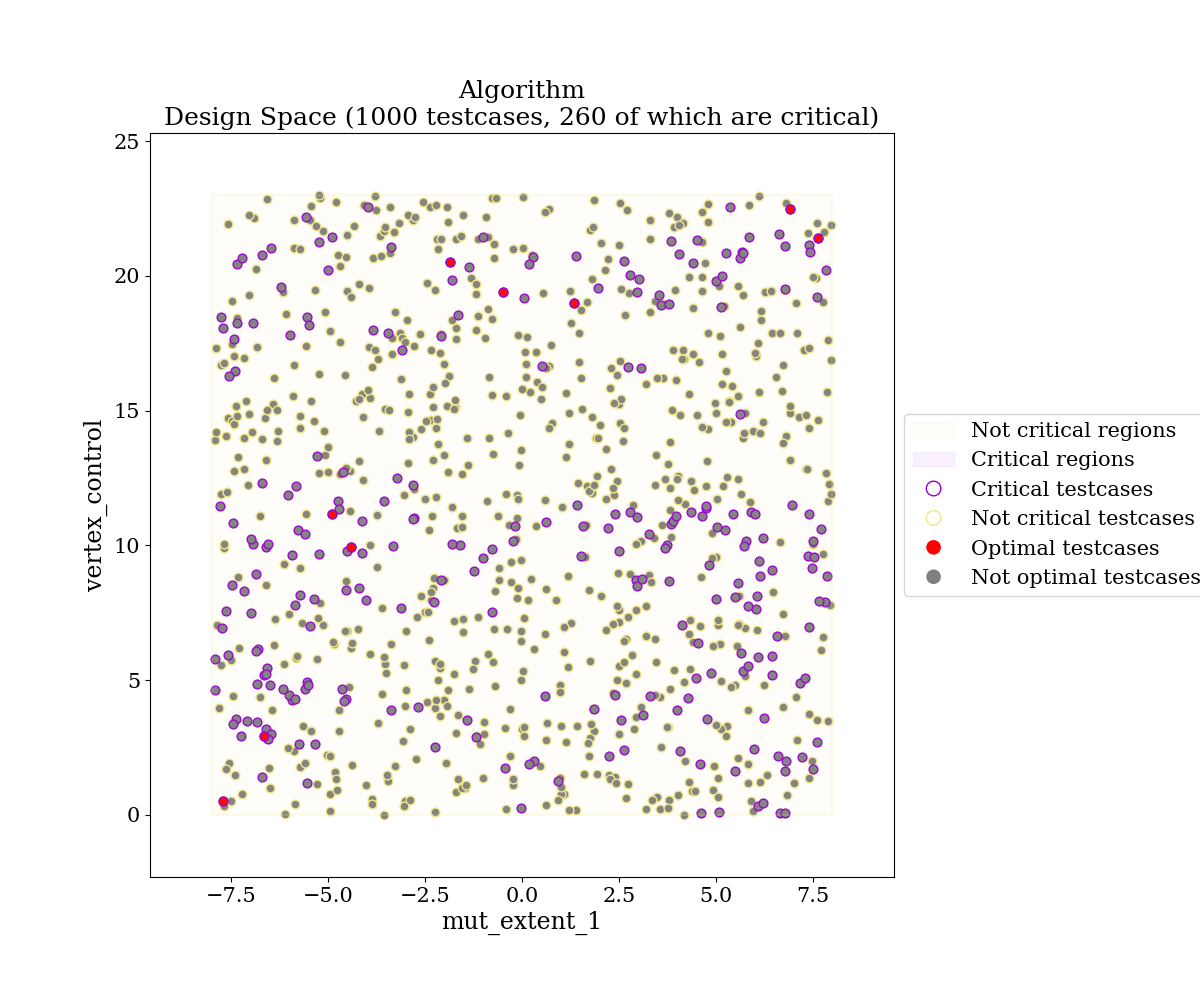 Algorithm
Design Space (1000 testcases, 260 of which are critical)
25
20
15
10
5
0
vertex_control
−7.5
−5.0
−2.5
0.0
2.5
5.0
7.5
mut_extent_1
Not critical regions
Critical regions
Critical testcases
Not critical testcases
Optimal testcases
Not optimal testcases